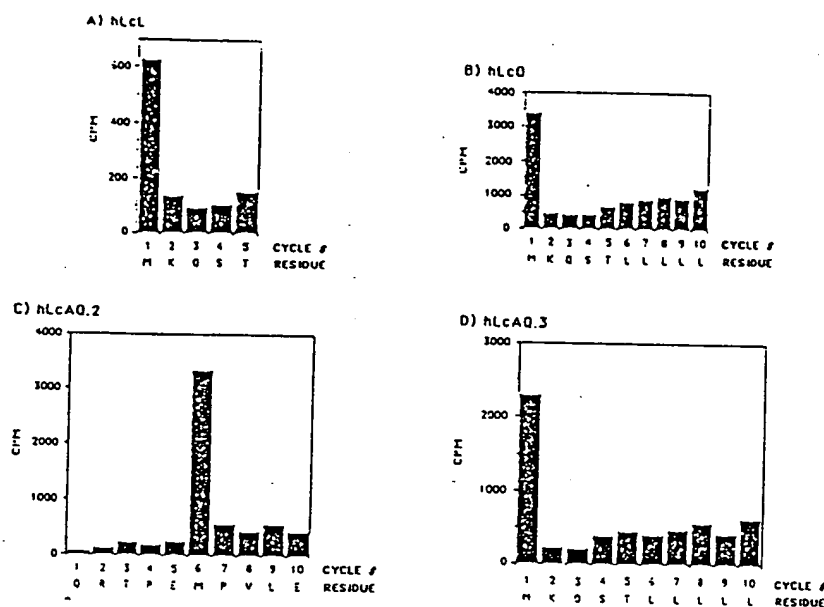 A) hLcL
600
400
200
0
CPM
1 2 3 4 5 CYCLE #
M K Q S T RESIDUE
B) hLcQ
4000
3000
2000
1000
0
CPM
1 2 3 4 5 6 7 8 9 10 CYCLE #
M K Q S T L L L L L RESIDUE
C) hLcAQ.2
4000
3000
2000
1000
0
CPM
1 2 3 4 5 6 7 8 9 10 CYCLE #
Q R T P E M P V L E RESIDUE
D) hLcAQ.3
3000
2000
1000
0
CPM
1 2 3 4 5 6 7 8 9 10 CYCLE #
M K Q S T L L L L L RESIDUE